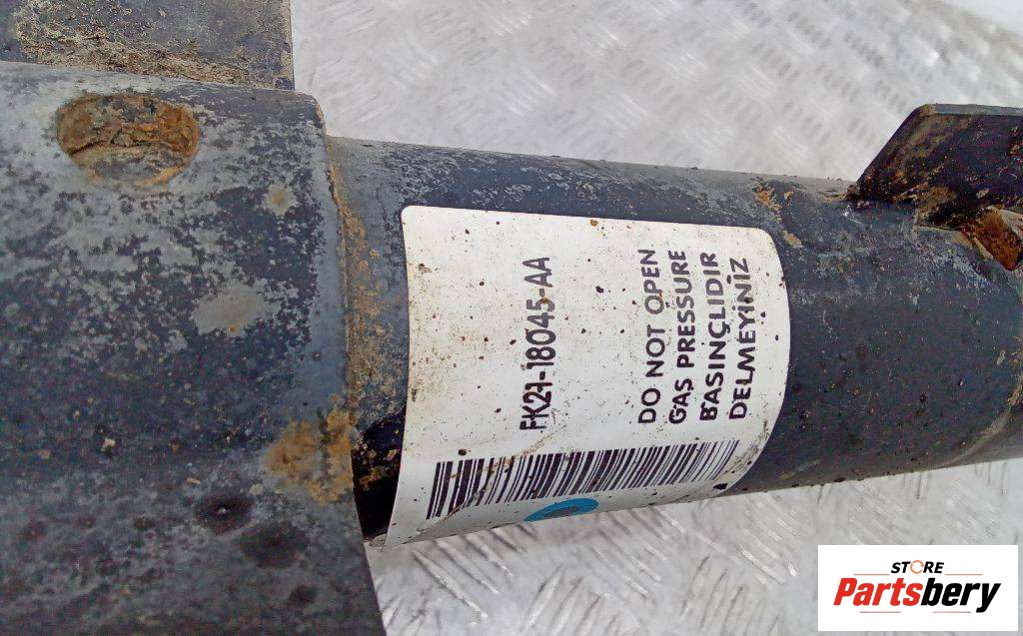 FK21-18045-AA
DO NOT OPEN
GAS PRESSURE
BASINÇLIDIR
DELMEYINIZ
STORE
Partsbery